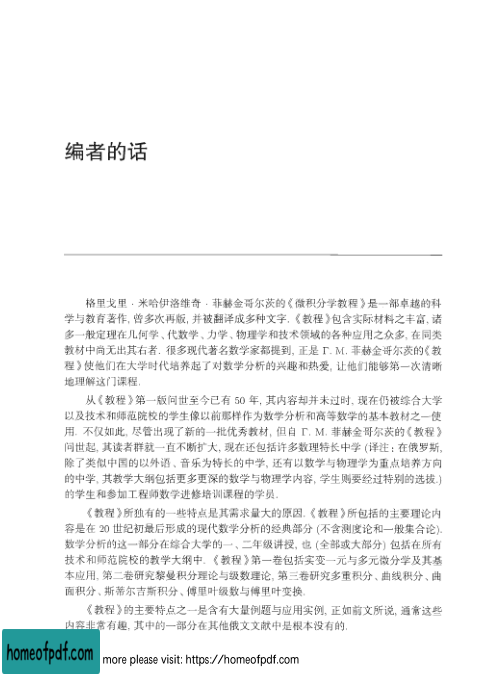 编者的话
格里戈里·米哈伊洛维奇·菲赫金哥尔茨的《微积分学教程》是一部卓越的科
学与教育著作, 曾多次再版, 并被翻译成多种文字. 《教程》包含实际材料之丰富, 诸
多一般定理在几何学、代数学、力学、物理学和技术领域的各种应用之众多, 在同类
教材中尚无出其右者. 很多现代著名数学家都提到, 正是 Г. М. 菲赫金哥尔茨的《教
程》使他们在大学时代培养起了对数学分析的兴趣和热爱, 让他们能够第一次清晰
地理解这门课程.
从《教程》第一版问世至今已有 50 年, 其内容却并未过时, 现在仍被综合大学
以及技术和师范院校的学生像以前那样作为数学分析和高等数学的基本教材之一使
用. 不仅如此, 尽管出现了新的一批优秀教材, 但自 Г. М. 菲赫金哥尔茨的《教程》
问世起, 其读者群就一直不断扩大, 现在还包括许多数理特长中学 (译注: 在俄罗斯,
除了类似中国的以外语、音乐为特长的中学, 还有以数学与物理学为重点培养方向
的中学, 其教学大纲包括更多更深的数学与物理学内容, 学生则要经过特别的选拔.)
的学生和参加工程师数学进修培训课程的学员.
《教程》所独有的一些特点是其需求量大的原因. 《教程》所包括的主要理论内
容是在 20 世纪初最后形成的现代数学分析的经典部分 (不含测度论和一般集合论).
数学分析的这一部分在综合大学的一、二年级讲授, 也 (全部或大部分) 包括在所有
技术和师范院校的教学大纲中. 《教程》第一卷包括实变一元与多元微分学及其基
本应用, 第二卷研究黎曼积分理论与级数理论, 第三卷研究多重积分、曲线积分、曲
面积分、斯蒂尔吉斯积分、傅里叶级数与傅里叶变换.
《教程》的主要特点之一是含有大量例题与应用实例, 正如前文所说, 通常这些
内容非常有趣, 其中的一部分在其他俄文文献中是根本没有的.
homeofpdf.com
more please visit: https://homeofpdf.com